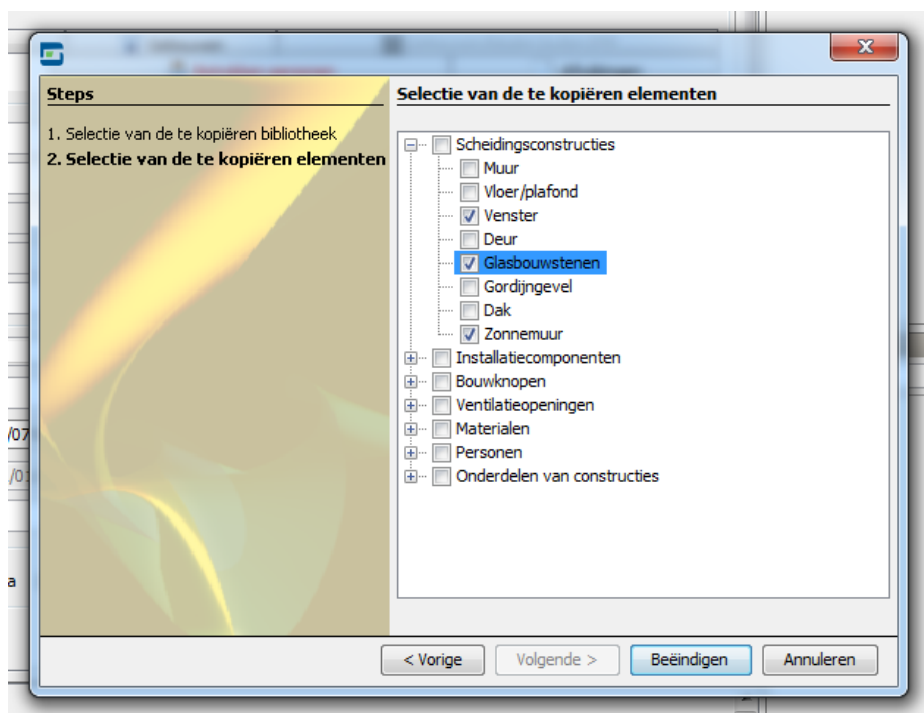 Steps
1. Selectie van de te kopiëren bibliotheek
2. Selectie van de te kopiëren elementen
Selectie van de te kopiëren elementen
Scheidingsconstructies
Muur
Vloer/plafond
Venster
Deur
Glasbouwstenen
Gordijngevel
Dak
Zonnemuur
Installatiecomponenten
Bouwknopen
Ventilatieopeningen
Materialen
Personen
Onderdelen van constructies
/07
/01
a
< Vorige
Volgende >
Beëindigen
Annuleren